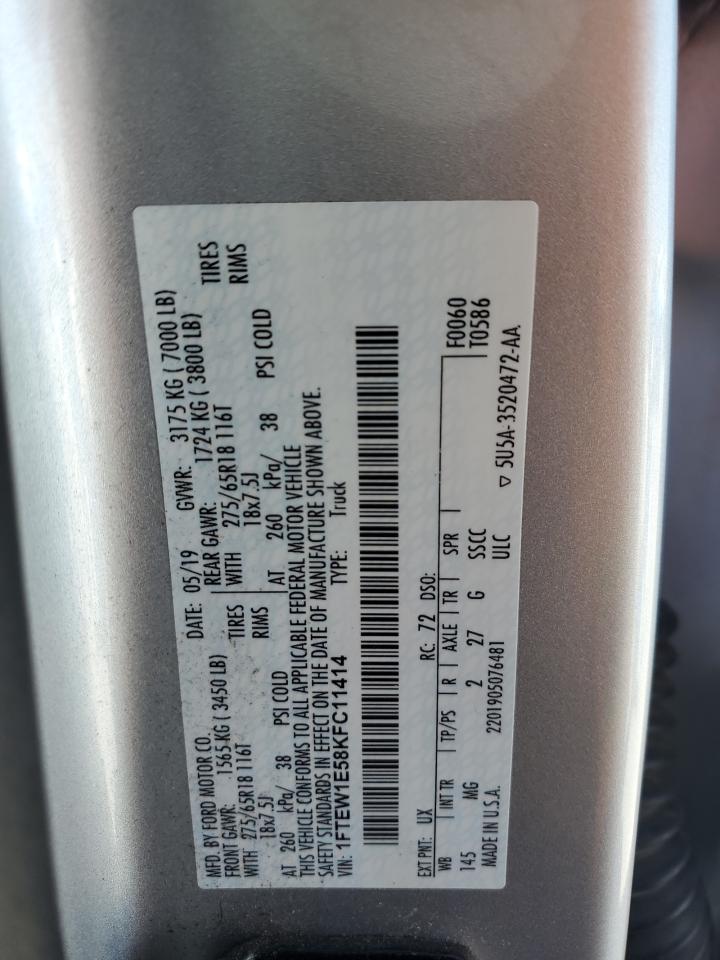 MFD. BY FORD MOTOR CO.
DATE: 05/19 GVWR: 3175 KG ( 7000 LB)
FRONT GAWR: 1565 KG ( 3450 LB)
REAR GAWR: 1724 KG ( 3800 LB)
WITH 275/65R18 116T TIRES
WITH 275/65R18 116T TIRES
18x7.5J RIMS
18x7.5J RIMS
AT 260 kPa/ 38 PSI COLD
AT 260 kPa/ 38 PSI COLD
THIS VEHICLE CONFORMS TO ALL APPLICABLE FEDERAL MOTOR VEHICLE
SAFETY STANDARDS IN EFFECT ON THE DATE OF MANUFACTURE SHOWN ABOVE.
VIN: 1FTEW1E58KFC11414 TYPE: Truck
EXT PNT: UX RC: 72 DSO: F0060
WB INT TR TP/PS R AXLE TR SPR T0586
145 MG 2 27 G SSCC
2201905076481 ULC
MADE IN U.S.A. ▽ 5U5A-3520472-AA